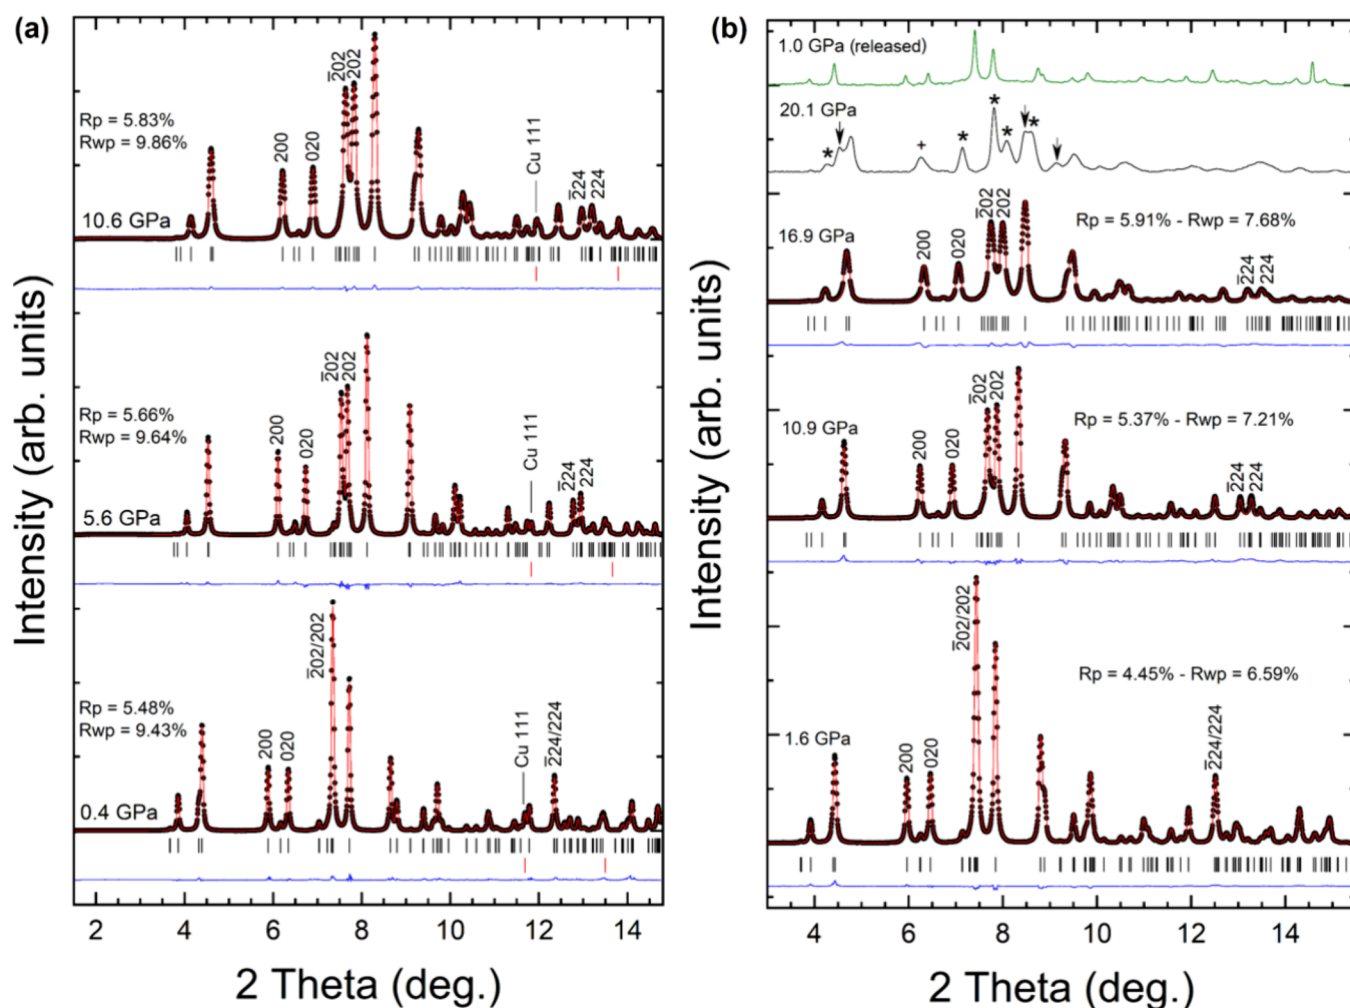 (a)
Intensity (arb. units)
Rp = 5.83%
Rwp = 9.86%
10.6 GPa
200
020
2̅02
202
Cu 111
2̅24
224
Rp = 5.66%
Rwp = 9.64%
5.6 GPa
200
020
2̅02
202
Cu 111
2̅24
224
Rp = 5.48%
Rwp = 9.43%
0.4 GPa
200
020
2̅02/202
Cu 111
2̅24/224
2 4 6 8 10 12 14
2 Theta (deg.)
(b)
Intensity (arb. units)
1.0 GPa (released)
20.1 GPa
* + * * * *
16.9 GPa
200
020
2̅02
202
Rp = 5.91% - Rwp = 7.68%
2̅24
224
10.9 GPa
200
020
2̅02
202
Rp = 5.37% - Rwp = 7.21%
2̅24
224
1.6 GPa
200
020
2̅02/202
Rp = 4.45% - Rwp = 6.59%
2̅24/224
4 6 8 10 12 14
2 Theta (deg.)